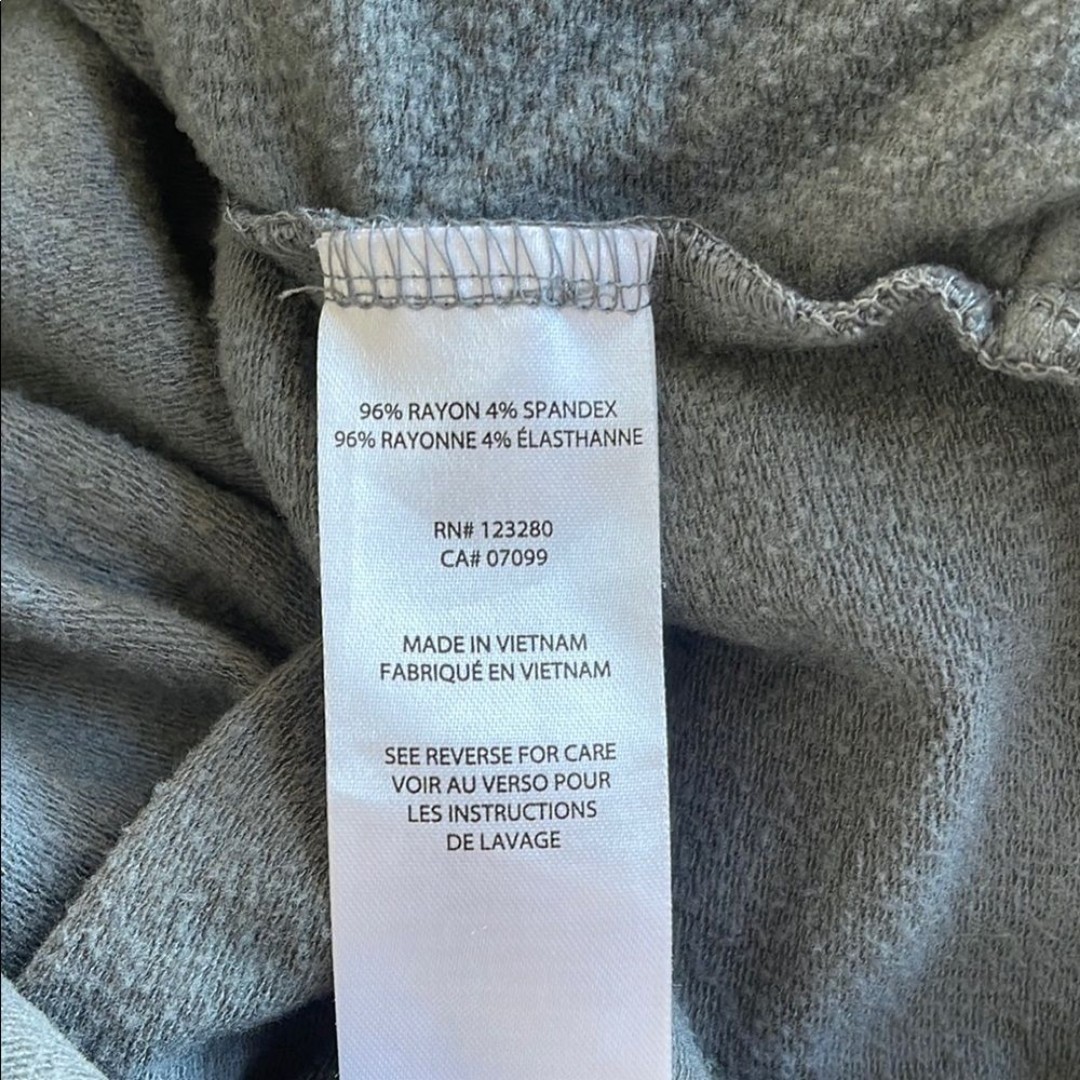 96% RAYON 4% SPANDEX
96% RAYONNE 4% ÉLASTHANNE
RN# 123280
CA# 07099
MADE IN VIETNAM
FABRIQUÉ EN VIETNAM
SEE REVERSE FOR CARE
VOIR AU VERSO POUR
LES INSTRUCTIONS
DE LAVAGE